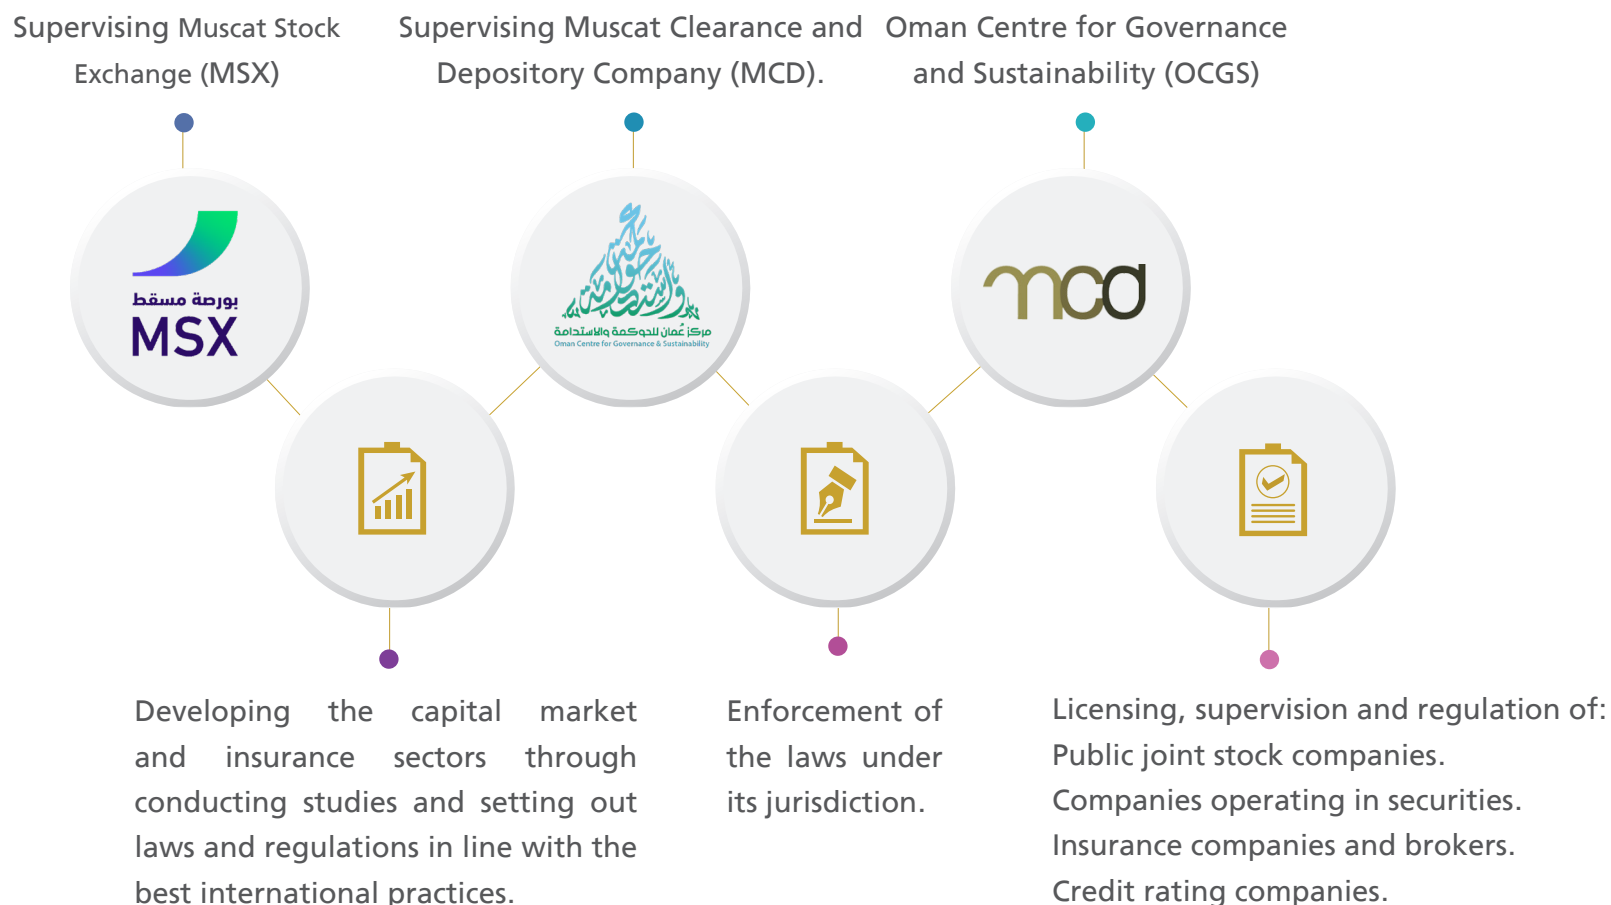 Supervising Muscat Stock
Exchange (MSX)
Supervising Muscat Clearance and
Depository Company (MCD).
Oman Centre for Governance
and Sustainability (OCGS)
بورصة مسقط
MSX
حوكمة واستدامة
مركز عُمان للحوكمة والاستدامة
Oman Centre for Governance & Sustainability
mcd
Developing the capital market
and insurance sectors through
conducting studies and setting out
laws and regulations in line with the
best international practices.
Enforcement of
the laws under
its jurisdiction.
Licensing, supervision and regulation of:
Public joint stock companies.
Companies operating in securities.
Insurance companies and brokers.
Credit rating companies.